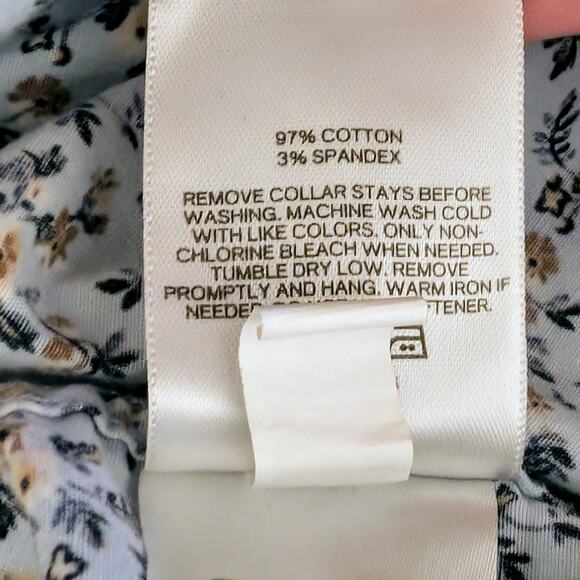 97% COTTON
3% SPANDEX
REMOVE COLLAR STAYS BEFORE
WASHING. MACHINE WASH COLD
WITH LIKE COLORS. ONLY NON-
CHLORINE BLEACH WHEN NEEDED.
TUMBLE DRY LOW. REMOVE
PROMPTLY AND HANG. WARM IRON IF